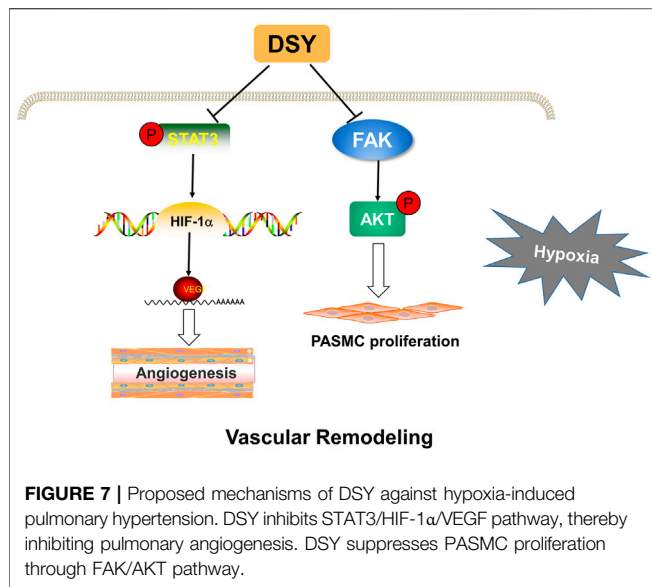 DSY
P
STAT3
FAK
HIF-1α
AKT
P
Hypoxia
VEGF
AAAAAA
PASMC proliferation
Angiogenesis
Vascular Remodeling
FIGURE 7 | Proposed mechanisms of DSY against hypoxia-induced
pulmonary hypertension. DSY inhibits STAT3/HIF-1α/VEGF pathway, thereby
inhibiting pulmonary angiogenesis. DSY suppresses PASMC proliferation
through FAK/AKT pathway.